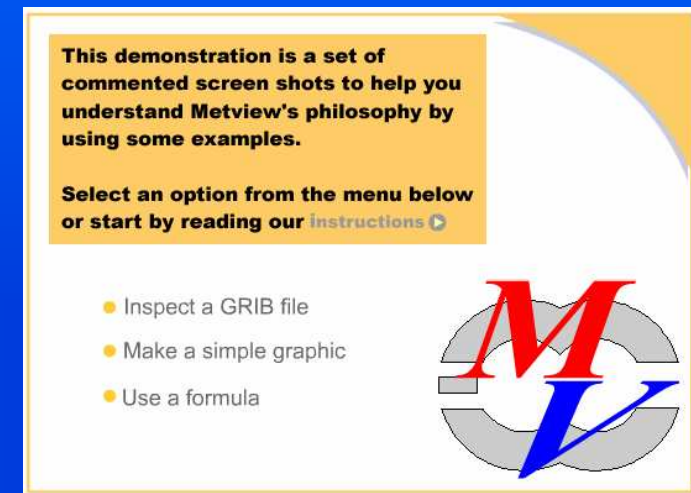 This demonstration is a set of
commented screen shots to help you
understand Metview's philosophy by
using some examples.
Select an option from the menu below
or start by reading our instructions
Inspect a GRIB file
Make a simple graphic
Use a formula
M
V